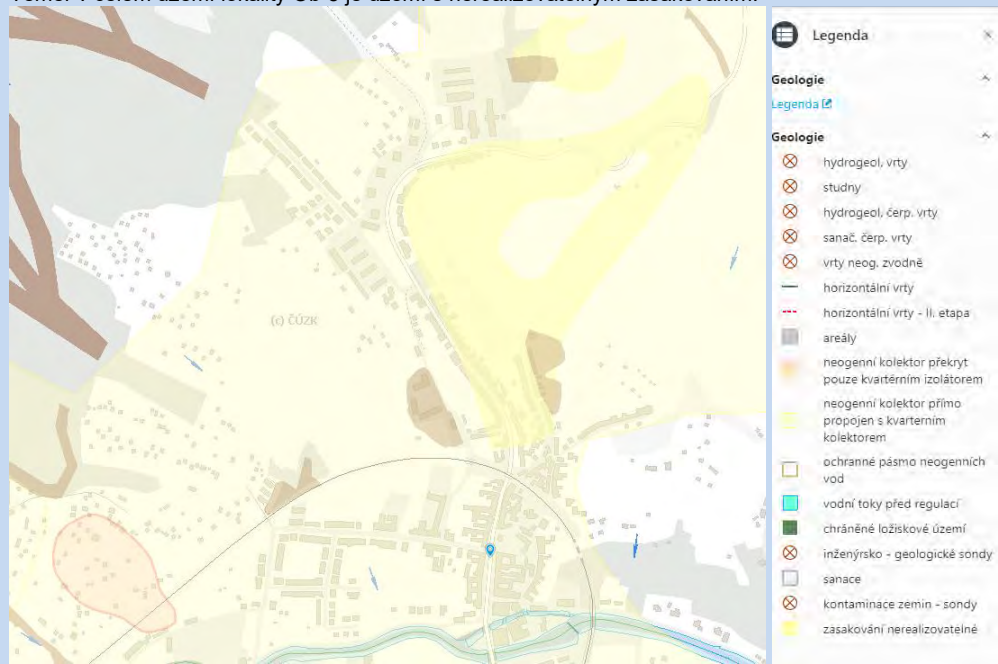 Legenda
Geologie
Legenda
Geologie
hydrogeol, vrty
studny
hydrogeol, čerp. vrty
sanač. čerp. vrty
vrty neog. zvodně
horizontální vrty
horizontální vrty - II. etapa
areály
neogenní kolektor překryt
pouze kvartérním izolátorem
neogenní kolektor přímo
propojen s kvarterním
kolektorem
ochranné pásmo neogenních
vod
vodní toky před regulací
chráněné ložiskové území
inženýrsko - geologické sondy
sanace
kontaminace zemin - sondy
zasakování nerealizovatelné
(c) ČÚZK